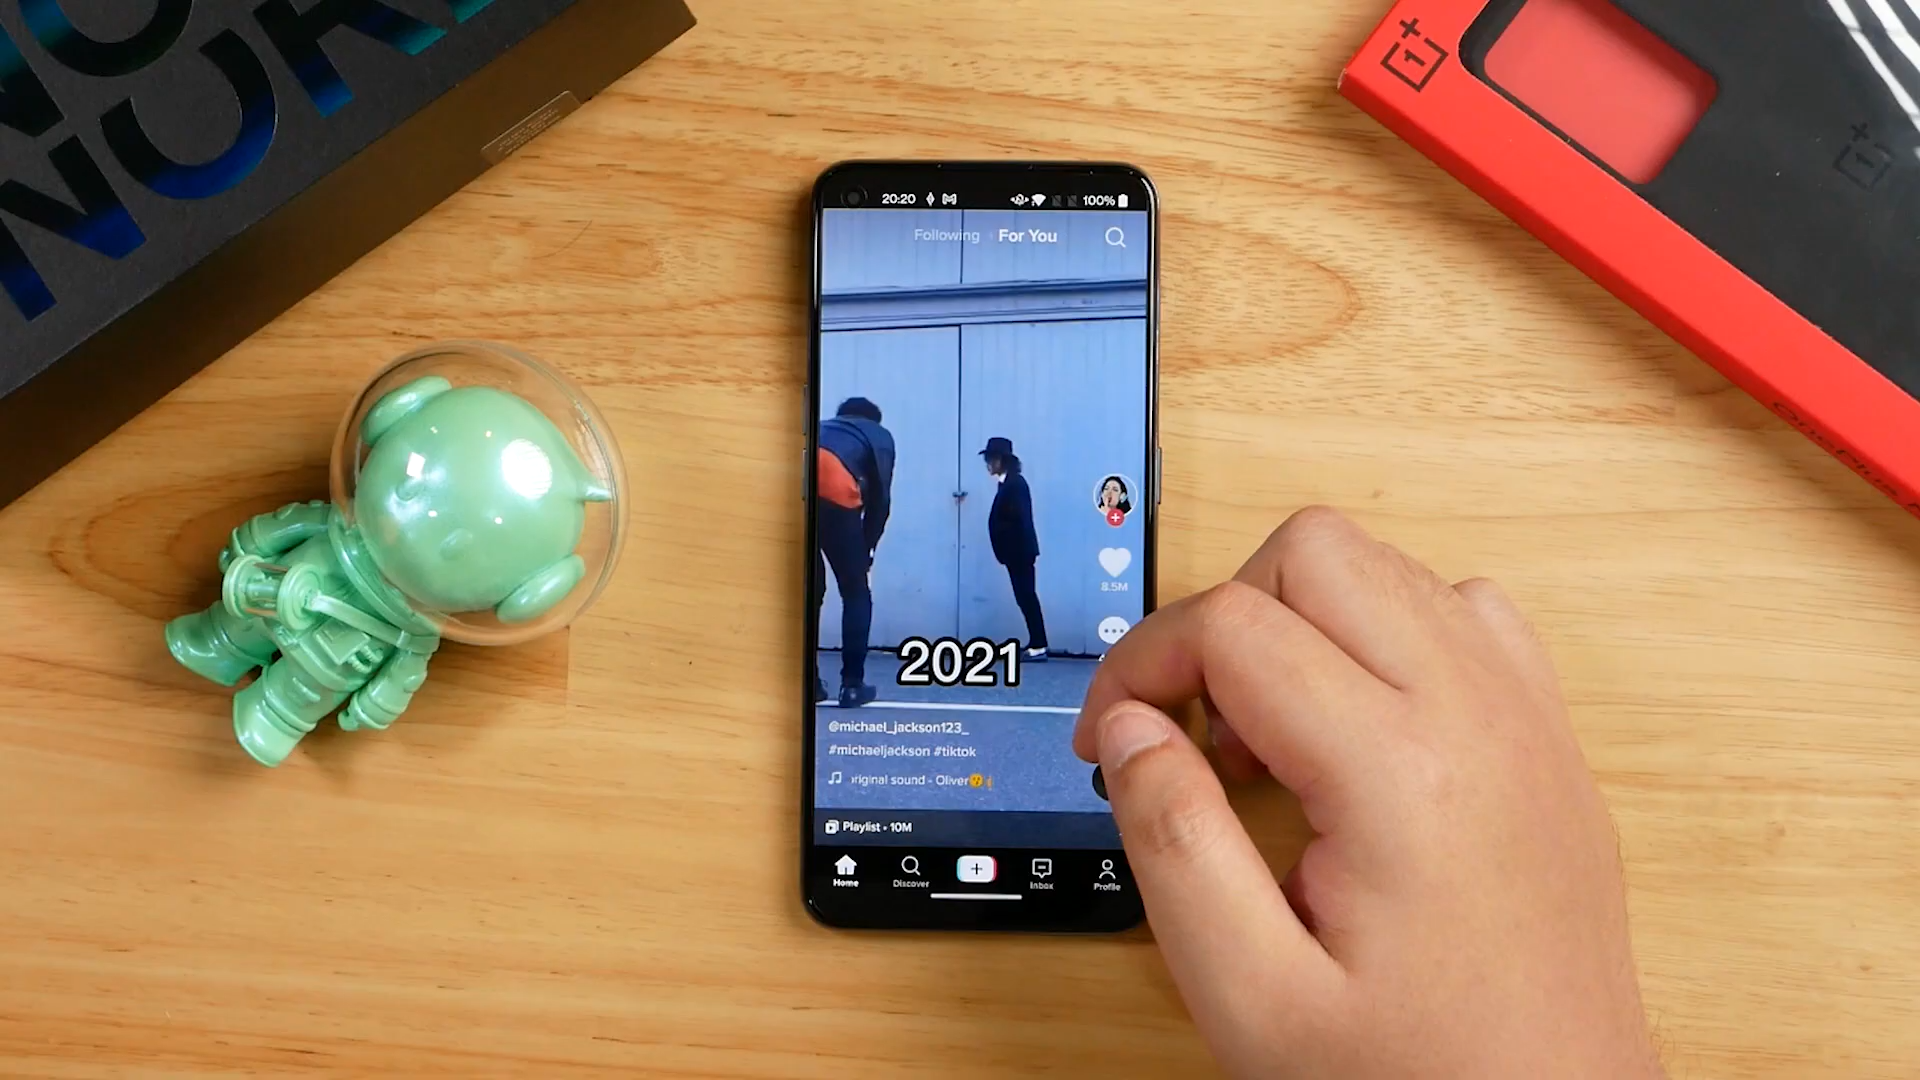 NORD
20:20
100%
Following
For You
8.5M
2021
@michael_jackson123_
#michaeljackson #tiktok
riginal sound - Oliver
Playlist • 10M
Home
Discover
Inbox
Profile